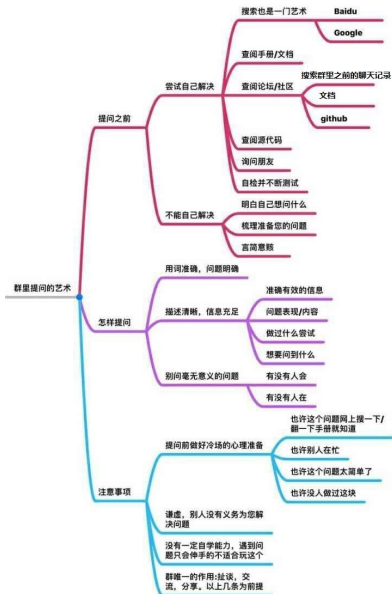 群里提问的艺术
提问之前
尝试自己解决
搜索也是一门艺术
Baidu
Google
查阅手册/文档
查阅论坛/社区
搜索群里之前的聊天记录
文档
github
查阅源代码
询问朋友
自检并不断测试
不能自己解决
明白自己想问什么
梳理准备您的问题
言简意赅
怎样提问
用词准确，问题明确
描述清晰，信息充足
准确有效的信息
问题表现/内容
做过什么尝试
想要问到什么
别问毫无意义的问题
有没有人会
有没有人在
注意事项
提问前做好冷场的心理准备
也许这个问题网上搜一下/
翻一下手册就知道
也许别人在忙
也许这个问题太简单了
也许没人做过这块
谦虚，别人没有义务为您解
决问题
没有一定自学能力，遇到问
题只会伸手的不适合玩这个
群唯一的作用:扯谈，交
流，分享。以上几条为前提